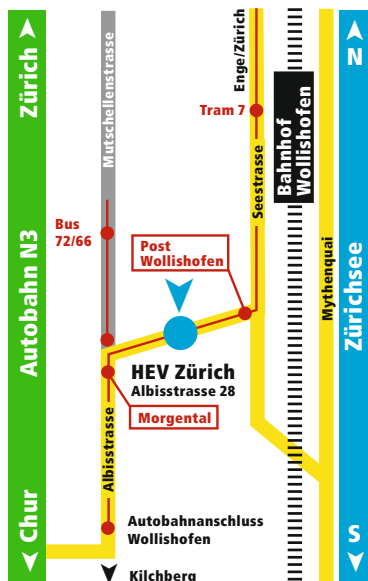 Zürich
Autobahn N3
Chur
Mutschellenstrasse
Enge/Zürich
Tram 7
Seestrasse
Bahnhof
Wollishofen
N
Zürichsee
S
Mythenquai
Bus
72/66
Post
Wollishofen
HEV Zürich
Albisstrasse 28
Morgental
Albisstrasse
Autobahnanschluss
Wollishofen
Kilchberg